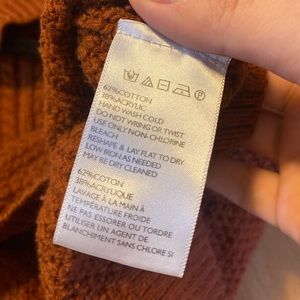 62%COTTON
38%ACRYLIC
HAND WASH COLD
DO NOT WRING OR TWIST
USE ONLY NON-CHLORINE
BLEACH
RESHAPE & LAY FLAT TO DRY
LOW IRON AS NEEDED
MAY BE DRY CLEANED
62%COTON
38%ACRYLIQUE
LAVAGE À LA MAIN À
TEMPÉRATURE FROIDE
NE PAS ESSORER OU TORDRE
UTILISER UN AGENT DE
BLANCHIMENT SANS CHLORE SI